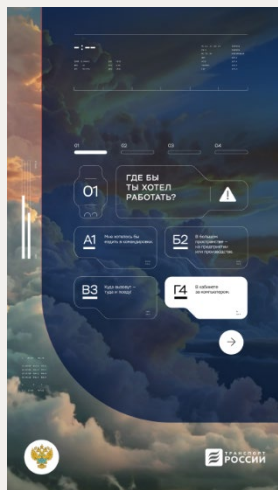 01
02
03
04
01
ГДЕ БЫ
ТЫ ХОТЕЛ
РАБОТАТЬ?
А1
Мне хотелось бы
ездить в командировки.
Б2
В большом
пространстве –
на предприятии
или производстве.
В3
Куда вызовут –
туда и поеду!
Г4
В кабинете
за компьютером.
ТРАНСПОРТ
РОССИИ